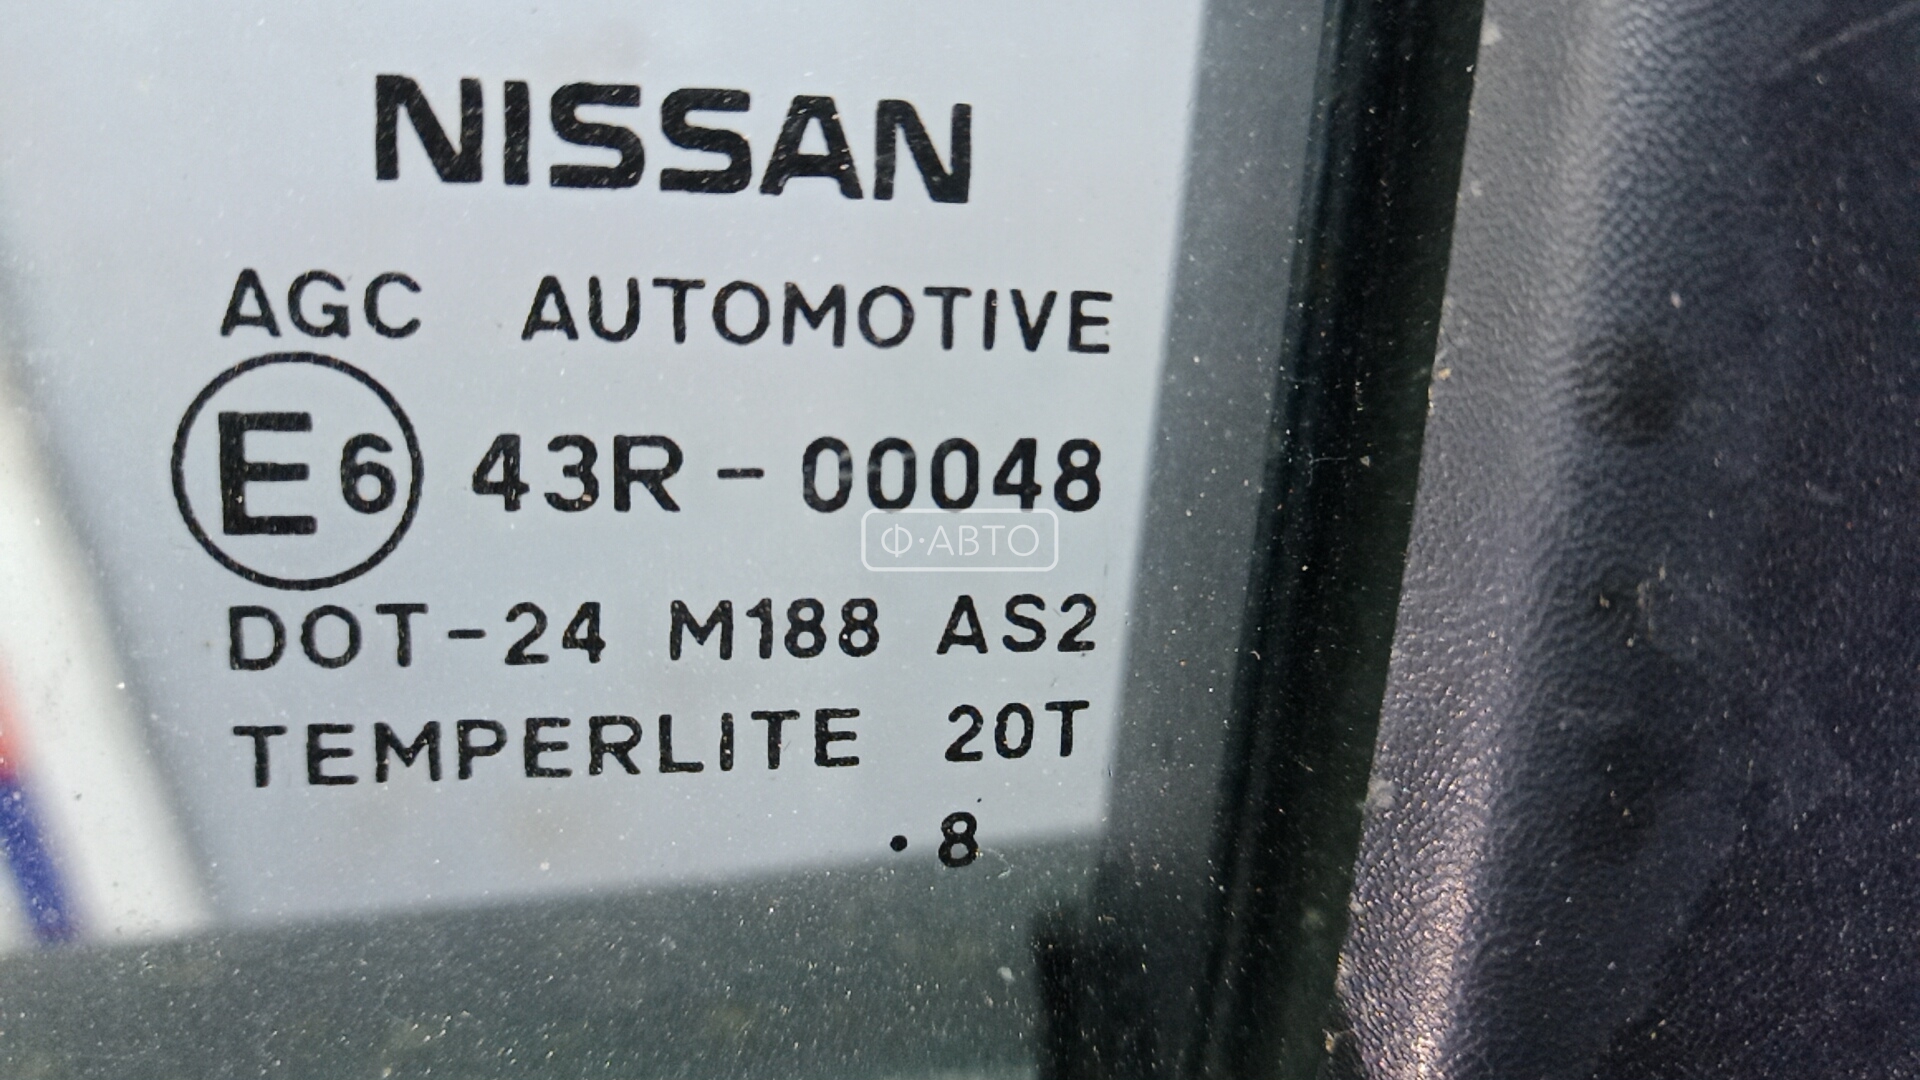 NISSAN
AGC AUTOMOTIVE
E6 43R-00048
Ф·АВТО
DOT-24 M188 AS2
TEMPERLITE 20T
·8